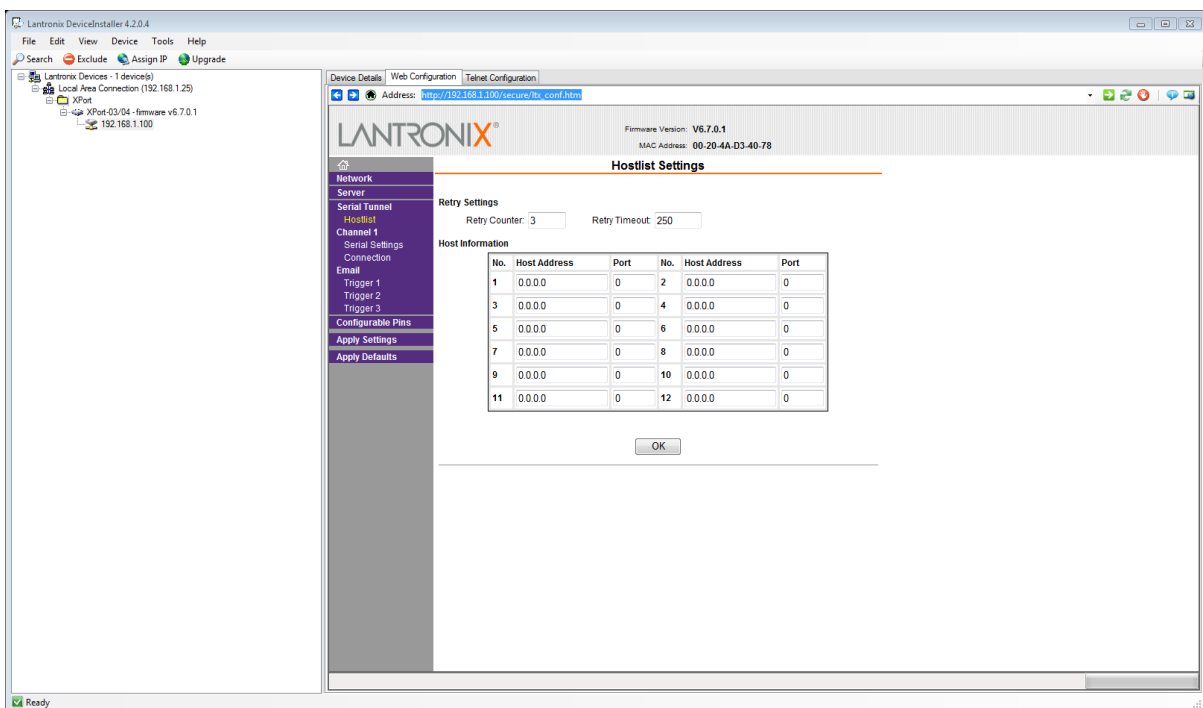 Lantronix DeviceInstaller 4.2.0.4
File Edit View Device Tools Help
Search Exclude Assign IP Upgrade
Lantronix Devices - 1 device(s)
Local Area Connection (192.168.1.25)
XPort
XPort-03/04 - firmware v6.7.0.1
192.168.1.100
Device Details Web Configuration Telnet Configuration
Address: http://192.168.1.100/secure/ltx_conf.htm
LANTRONIX®
Firmware Version: V6.7.0.1
MAC Address: 00-20-4A-D3-40-78
Network
Server
Serial Tunnel
Hostlist
Channel 1
Serial Settings
Connection
Email
Trigger 1
Trigger 2
Trigger 3
Configurable Pins
Apply Settings
Apply Defaults
Hostlist Settings
Retry Settings
Retry Counter: 3 Retry Timeout: 250
Host Information
No. Host Address Port No. Host Address Port
1 0.0.0.0 0 2 0.0.0.0 0
3 0.0.0.0 0 4 0.0.0.0 0
5 0.0.0.0 0 6 0.0.0.0 0
7 0.0.0.0 0 8 0.0.0.0 0
9 0.0.0.0 0 10 0.0.0.0 0
11 0.0.0.0 0 12 0.0.0.0 0
OK
Ready